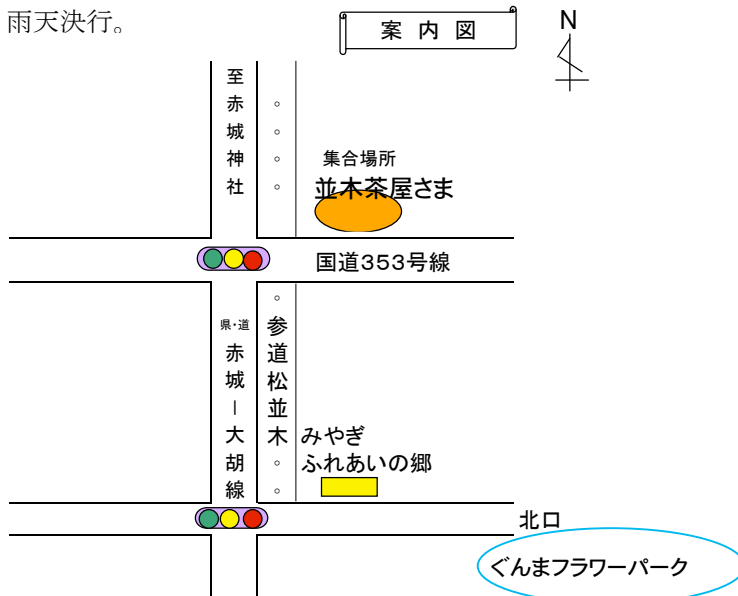 雨天決行。
案内図
N
至赤城神社
集合場所
並木茶屋さま
国道353号線
県・道
赤城ー大胡線
参道松並木
みやぎ
ふれあいの郷
北口
ぐんまフラワーパーク